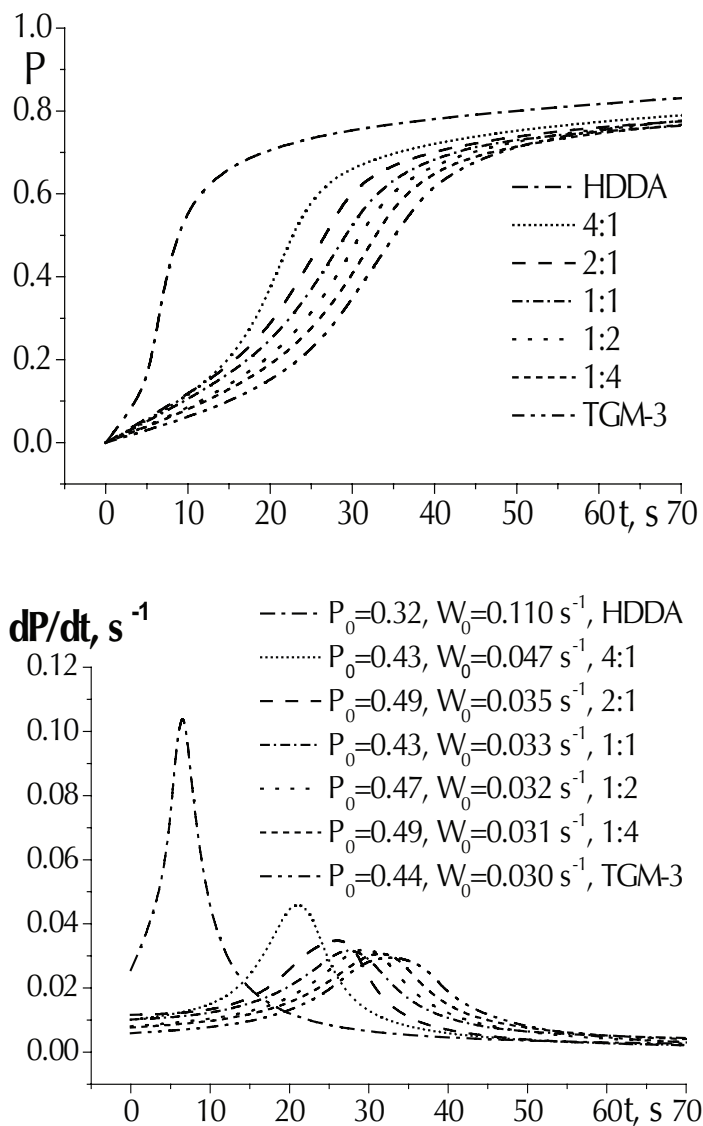 1.0
P
0.8
0.6
0.4
0.2
0.0
HDDA
4:1
2:1
1:1
1:2
1:4
TGM-3
0 10 20 30 40 50 60 t, s 70
dP/dt, s⁻¹
0.12
0.10
0.08
0.06
0.04
0.02
0.00
P₀=0.32, W₀=0.110 s⁻¹, HDDA
P₀=0.43, W₀=0.047 s⁻¹, 4:1
P₀=0.49, W₀=0.035 s⁻¹, 2:1
P₀=0.43, W₀=0.033 s⁻¹, 1:1
P₀=0.47, W₀=0.032 s⁻¹, 1:2
P₀=0.49, W₀=0.031 s⁻¹, 1:4
P₀=0.44, W₀=0.030 s⁻¹, TGM-3
0 10 20 30 40 50 60 t, s 70